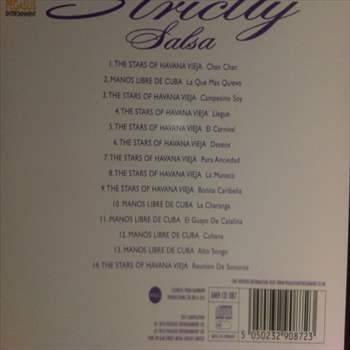 Strictly
Salsa
1. THE STARS OF HAVANA VIEJA Chan Chan
2. MANOS LIBRE DE CUBA La Que Mas Quievo
3. THE STARS OF HAVANA VIEJA Campesino Soy
4. THE STARS OF HAVANA VIEJA Llegue
5. THE STARS OF HAVANA VIEJA El Carnival
6. THE STARS OF HAVANA VIEJA Deseos
7. THE STARS OF HAVANA VIEJA Pura Anciedad
8. THE STARS OF HAVANA VIEJA La Muneca
9. THE STARS OF HAVANA VIEJA Bonita Caribeña
10. MANOS LIBRE DE CUBA La Charanga
11. MANOS LIBRE DE CUBA El Guayo De Catalina
12. MANOS LIBRE DE CUBA Cubana
13. MANOS LIBRE DE CUBA Alto Songo
14. THE STARS OF HAVANA VIEJA Reunion De Soneros
5 050232 908723